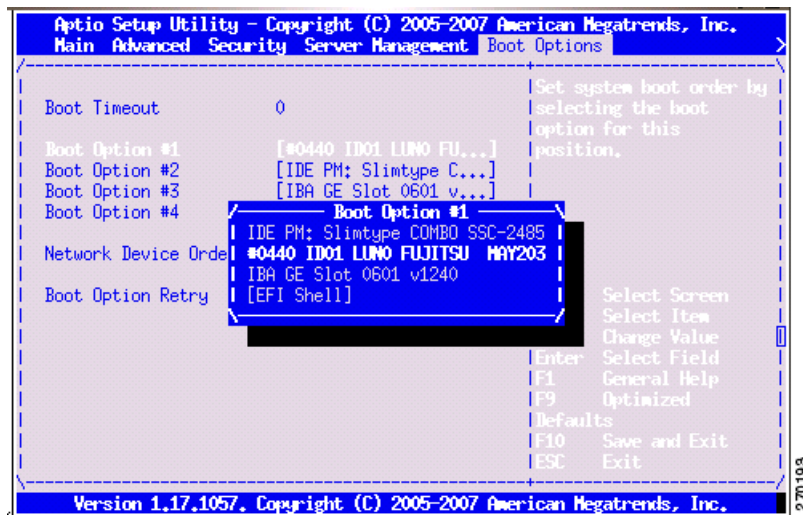 Aptio Setup Utility - Copyright (C) 2005-2007 American Megatrends, Inc.
Main Advanced Security Server Management Boot Options >
Set system boot order by
Boot Timeout 0 selecting the boot
option for this
Boot Option #1 [#0440 ID01 LUN0 FU...] position.
Boot Option #2 [IDE PM: Slimtype C...]
Boot Option #3 [IBA GE Slot 0601 v...]
Boot Option #4
Boot Option #1
IDE PM: Slimtype COMBO SSC-2485
Network Device Orde #0440 ID01 LUN0 FUJITSU MAY203
IBA GE Slot 0601 v1240
Boot Option Retry [EFI Shell] Select Screen
Select Item
Change Value
Enter Select Field
F1 General Help
F9 Optimized
Defaults
F10 Save and Exit
ESC Exit
Version 1.17.1057. Copyright (C) 2005-2007 American Megatrends, Inc.
270193